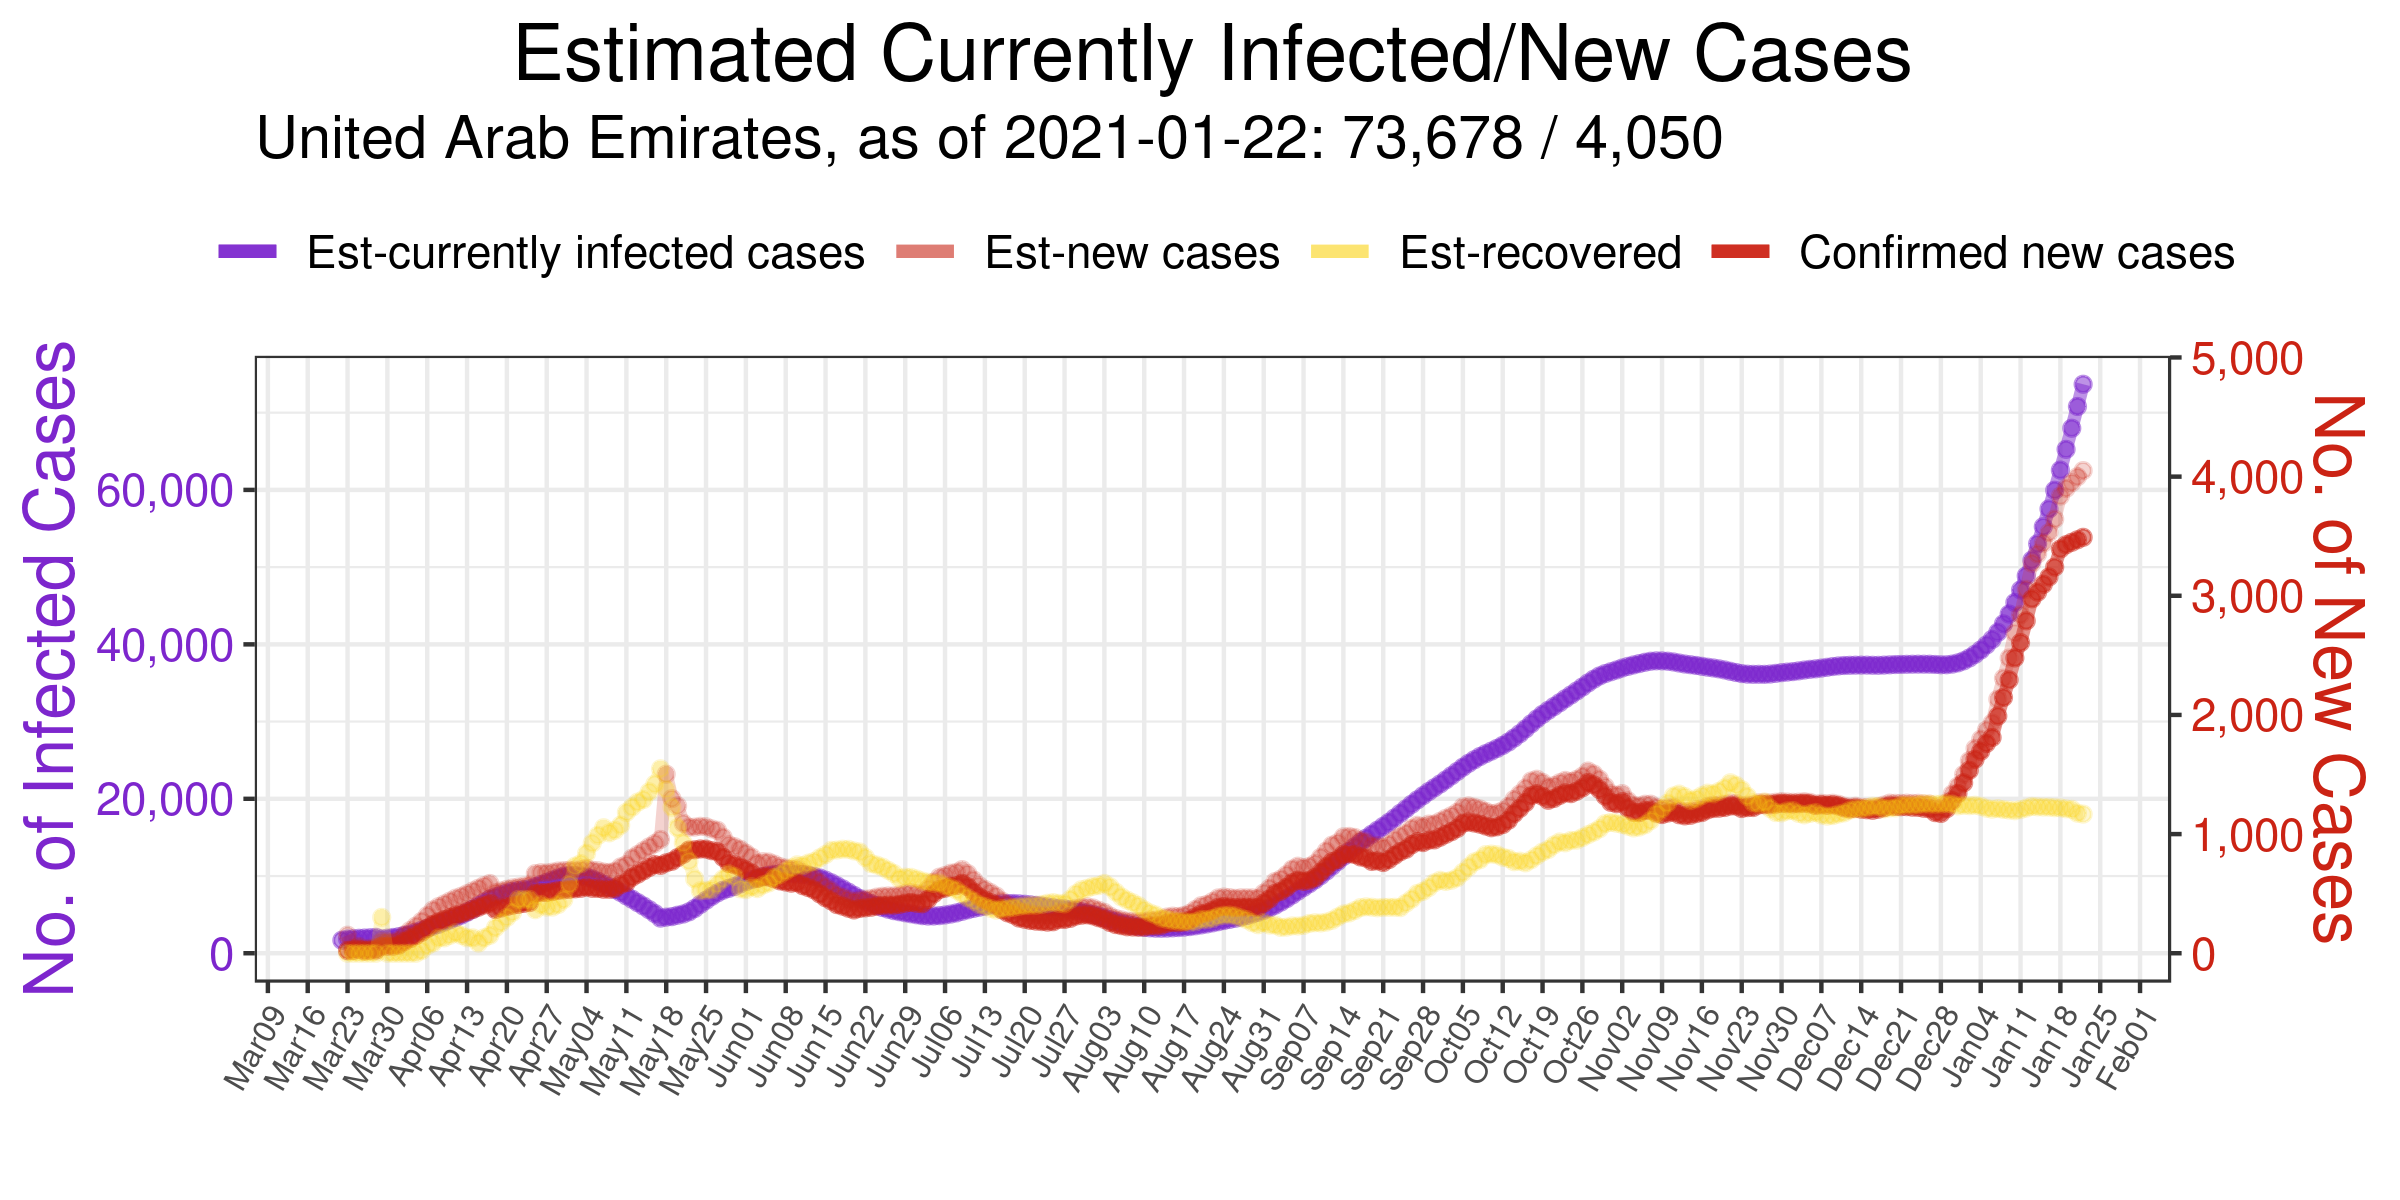 Estimated Currently Infected/New Cases
United Arab Emirates, as of 2021-01-22: 73,678 / 4,050
Est-currently infected cases Est-new cases Est-recovered Confirmed new cases
No. of Infected Cases
60,000
40,000
20,000
0
5,000
4,000
3,000
2,000
1,000
0
No. of New Cases
Mar09 Mar16 Mar23 Mar30 Apr06 Apr13 Apr20 Apr27 May04 May11 May18 May25 Jun01 Jun08 Jun15 Jun22 Jun29 Jul06 Jul13 Jul20 Jul27 Aug03 Aug10 Aug17 Aug24 Aug31 Sep07 Sep14 Sep21 Sep28 Oct05 Oct12 Oct19 Oct26 Nov02 Nov09 Nov16 Nov23 Nov30 Dec07 Dec14 Dec21 Dec28 Jan04 Jan11 Jan18 Jan25 Feb01